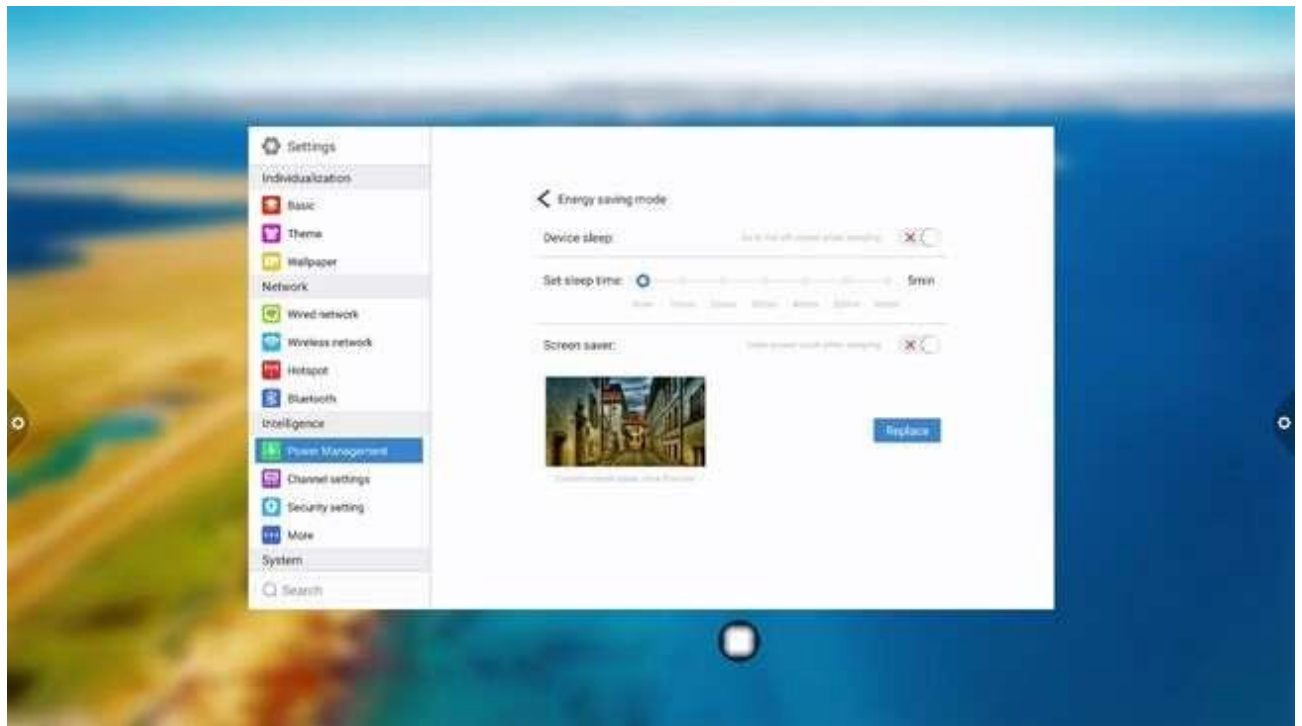 Settings
Individualization
Basic
Theme
Wallpaper
Network
Wired network
Wireless network
Hotspot
Bluetooth
Intelligence
Power Management
Channel settings
Security setting
More
System
Search
Energy saving mode
Device sleep:
Set sleep time: 5min
Screen saver:
Replace